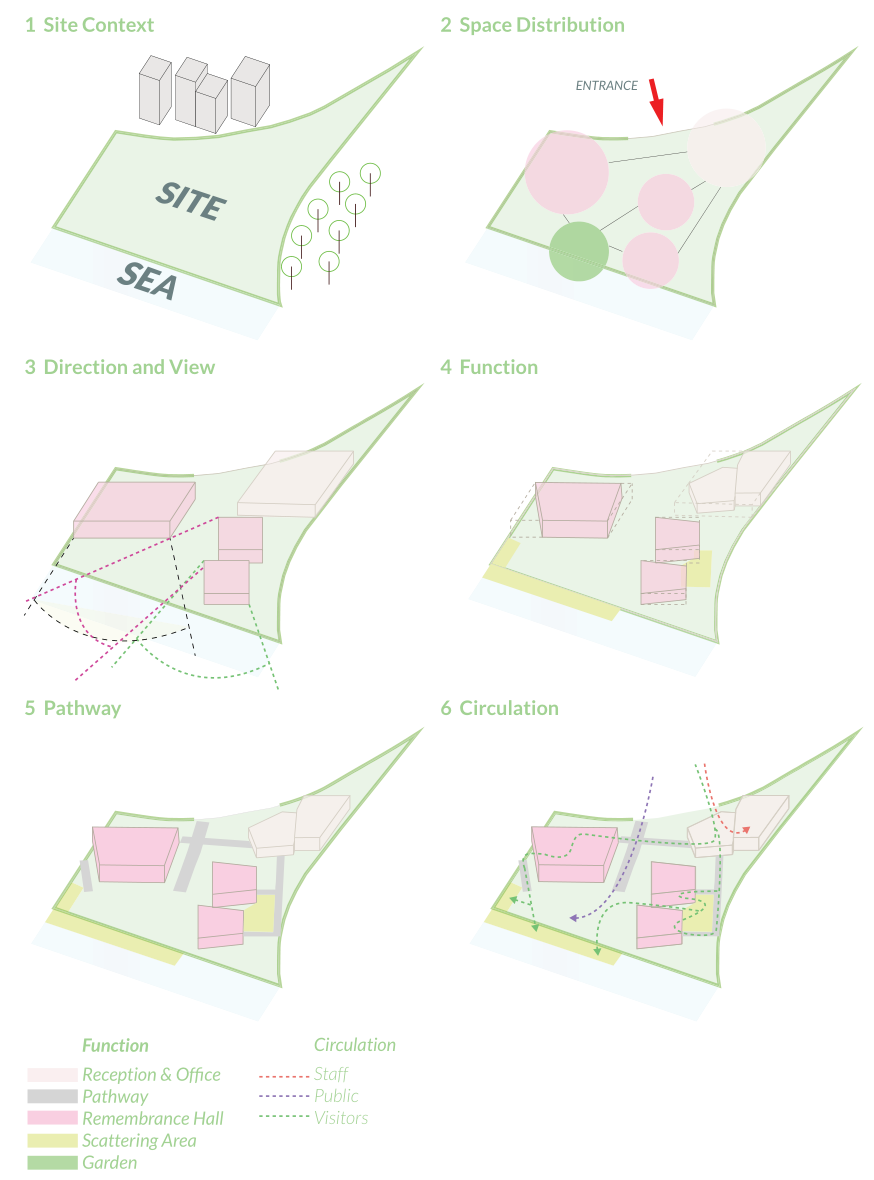 1 Site Context
2 Space Distribution
ENTRANCE
SITE
SEA
3 Direction and View
4 Function
5 Pathway
6 Circulation
Function
Reception & Office
Pathway
Remembrance Hall
Scattering Area
Garden
Circulation
Staff
Public
Visitors